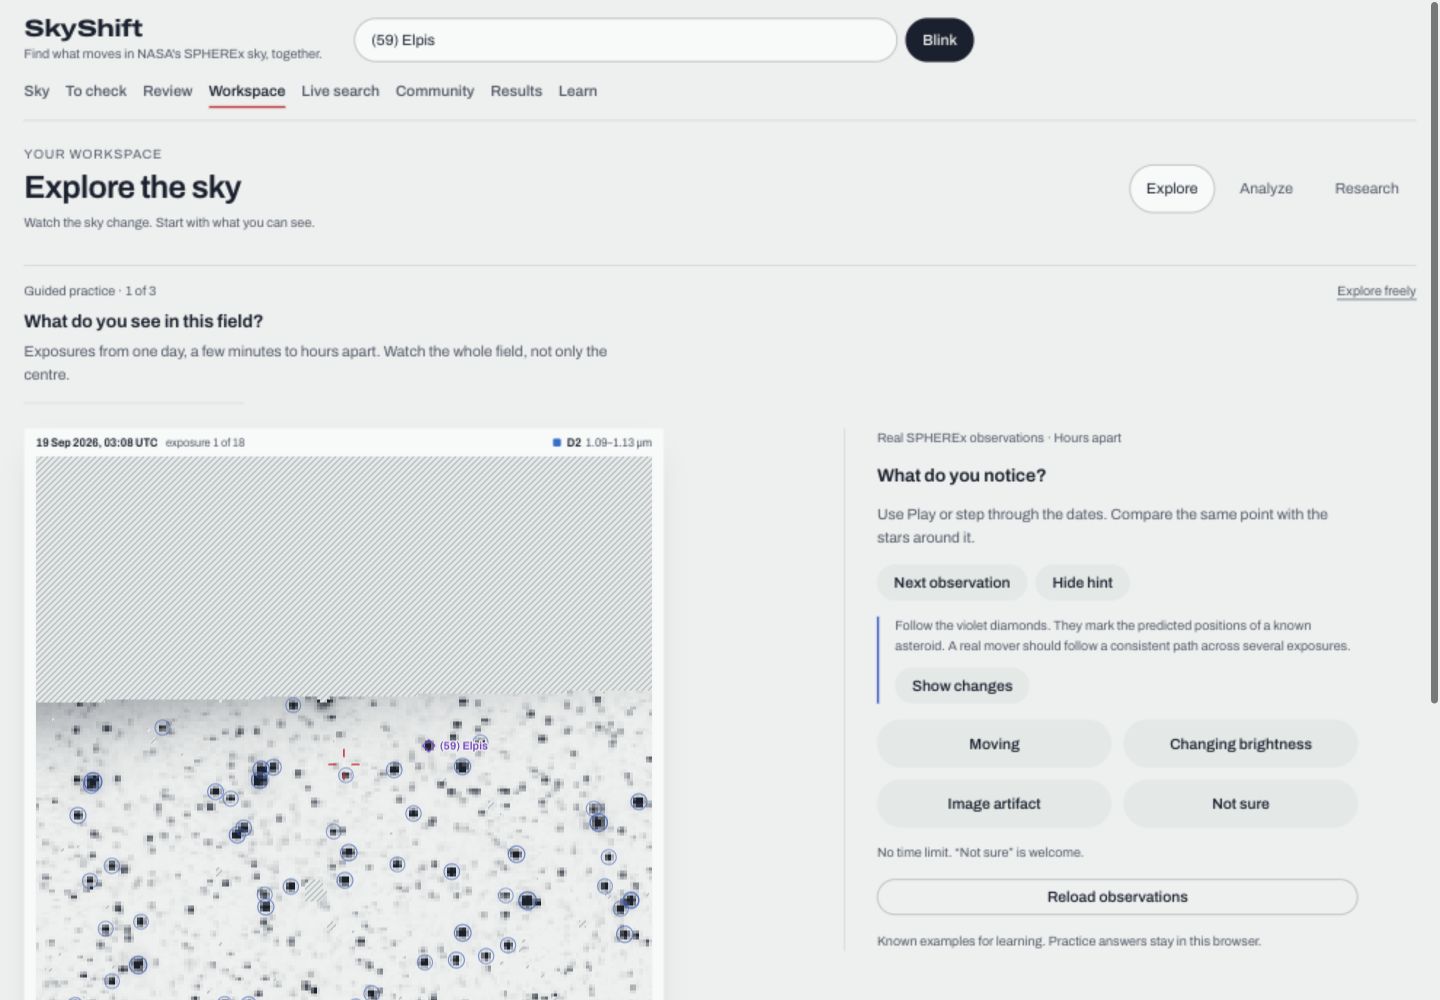 SkyShift
Find what moves in NASA's SPHEREx sky, together.
(59) Elpis
Blink
Sky To check Review Workspace Live search Community Results Learn
YOUR WORKSPACE
Explore the sky
Watch the sky change. Start with what you can see.
Explore Analyze Research
Guided practice · 1 of 3
Explore freely
What do you see in this field?
Exposures from one day, a few minutes to hours apart. Watch the whole field, not only the
centre.
19 Sep 2026, 03:08 UTC exposure 1 of 18
D2 1.09–1.13 µm
(59) Elpis
Real SPHEREx observations · Hours apart
What do you notice?
Use Play or step through the dates. Compare the same point with the
stars around it.
Next observation Hide hint
Follow the violet diamonds. They mark the predicted positions of a known
asteroid. A real mover should follow a consistent path across several exposures.
Show changes
Moving Changing brightness
Image artifact Not sure
No time limit. “Not sure” is welcome.
Reload observations
Known examples for learning. Practice answers stay in this browser.